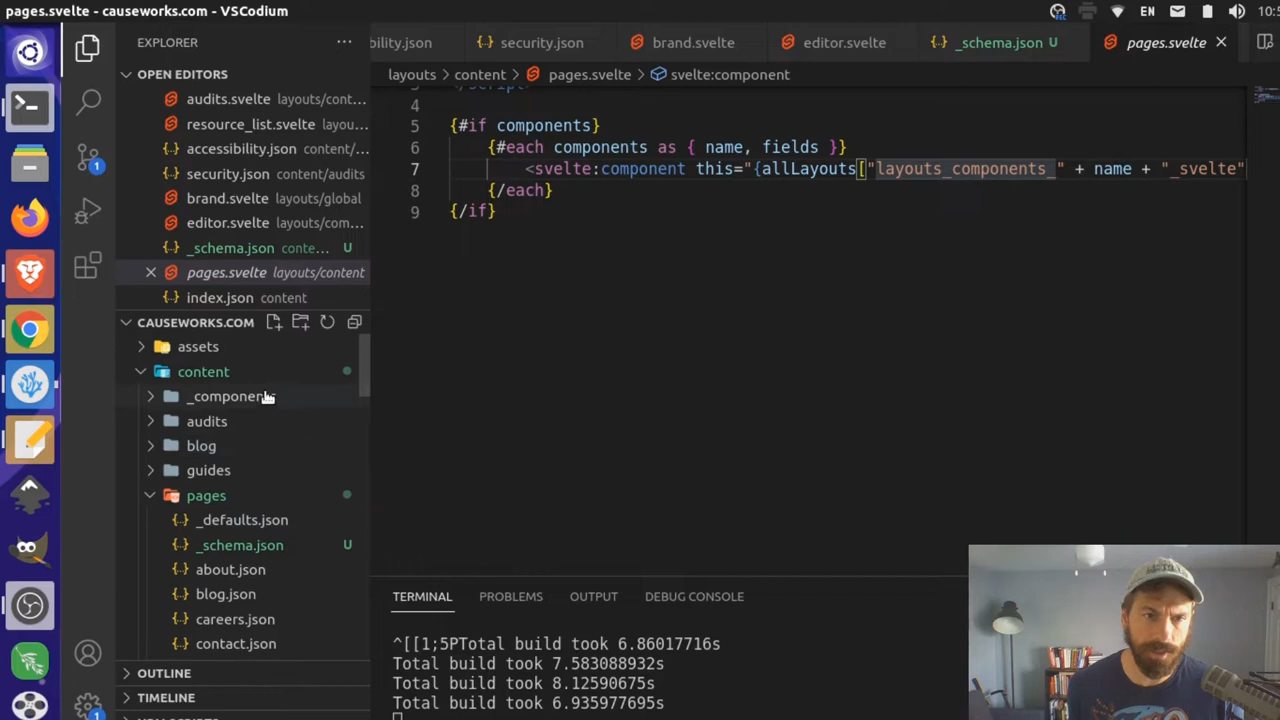 pages.svelte - causeworks.com - VSCodium
EN
10:5
EXPLORER
bility.json
security.json
brand.svelte
editor.svelte
_schema.json U
pages.svelte
OPEN EDITORS
layouts > content > pages.svelte > svelte:component
audits.svelte layouts/cont...
resource_list.svelte layou...
accessibility.json content/...
security.json content/audits
brand.svelte layouts/global
editor.svelte layouts/com...
_schema.json conte... U
pages.svelte layouts/content
index.json content
4
5 {#if components}
6 {#each components as { name, fields }}
7 <svelte:component this="{allLayouts["layouts_components_" + name + "_svelte"
8 {/each}
9 {/if}
CAUSEWORKS.COM
assets
content
audits
blog
guides
pages
_defaults.json
_schema.json U
about.json
blog.json
careers.json
contact.json
OUTLINE
TIMELINE
1
1
TERMINAL PROBLEMS OUTPUT DEBUG CONSOLE
^[[1;5PTotal build took 6.86017716s
Total build took 7.583088932s
Total build took 8.12590675s
Total build took 6.935977695s